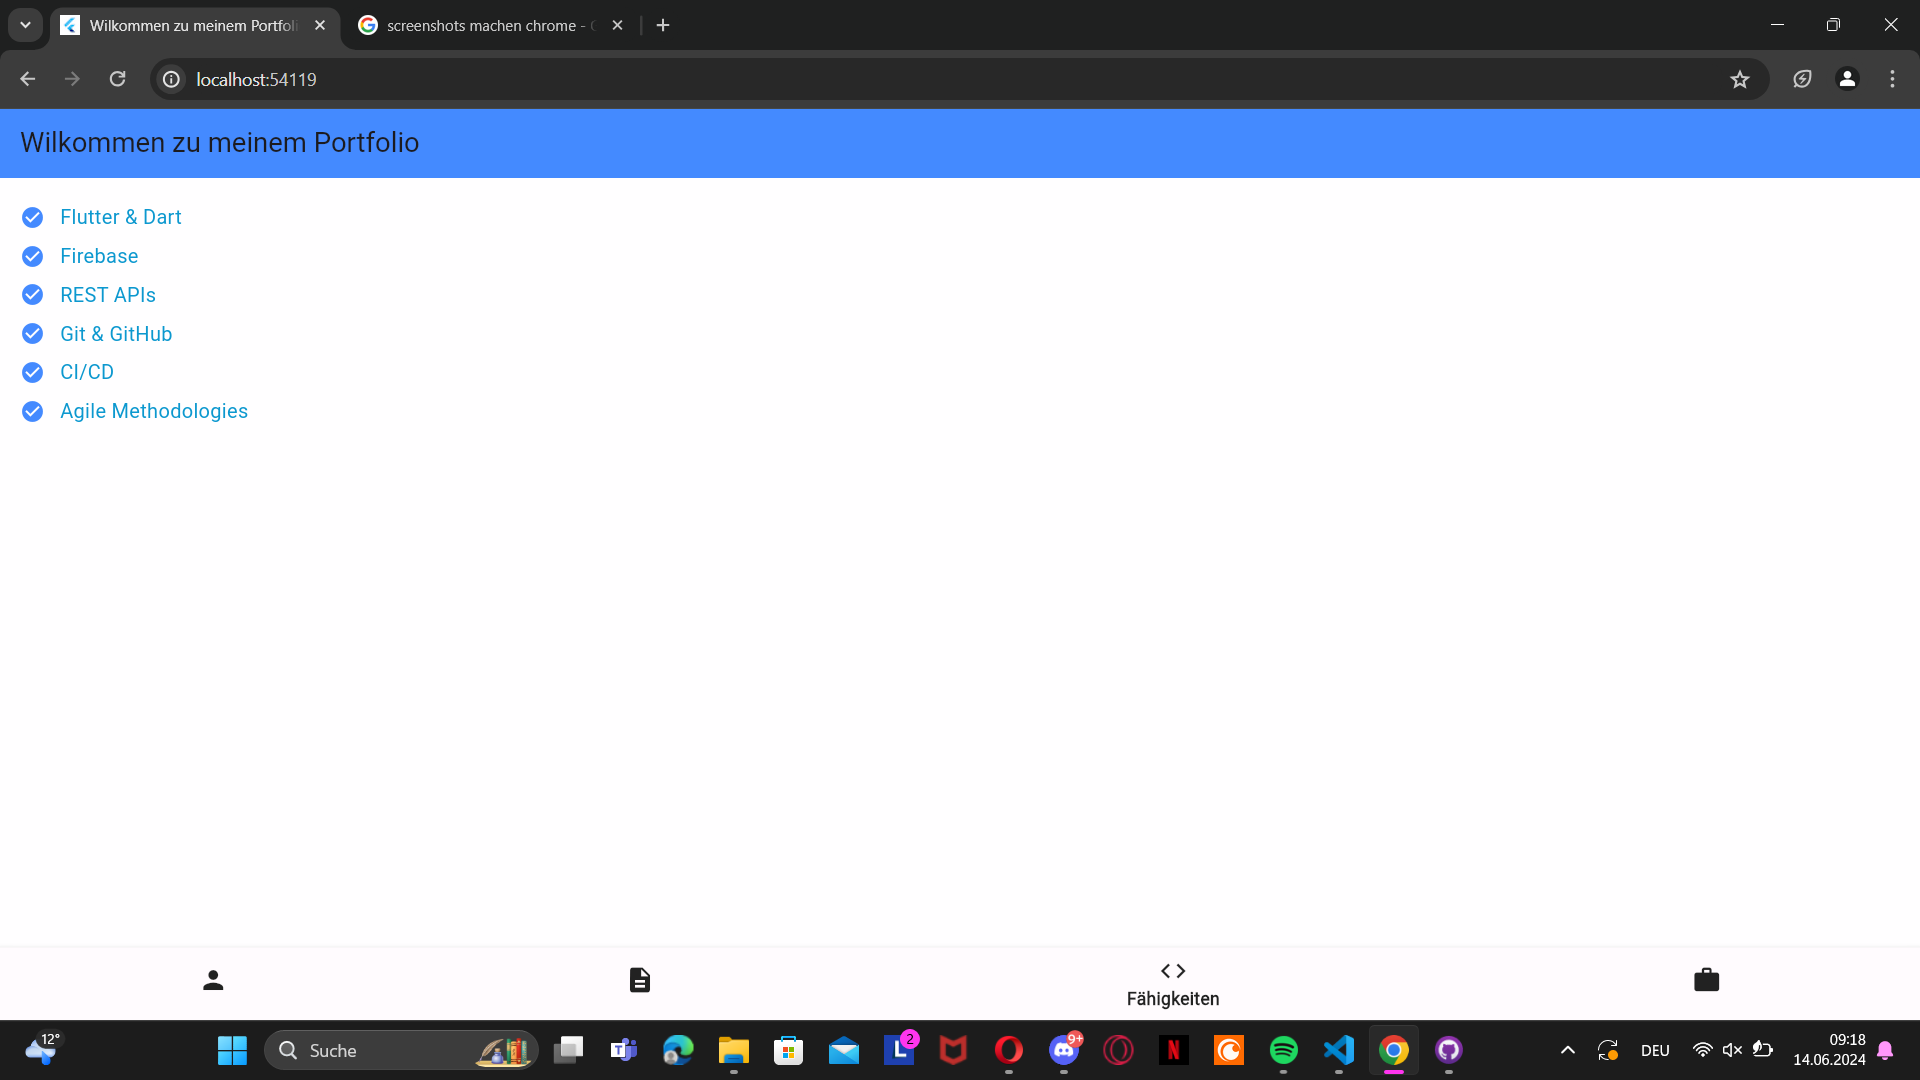 Wilkommen zu meinem Portfoli
screenshots machen chrome -
localhost:54119
Wilkommen zu meinem Portfolio
Flutter & Dart
Firebase
REST APIs
Git & GitHub
CI/CD
Agile Methodologies
Fähigkeiten
12°
Suche
2
9+
DEU
09:18
14.06.2024